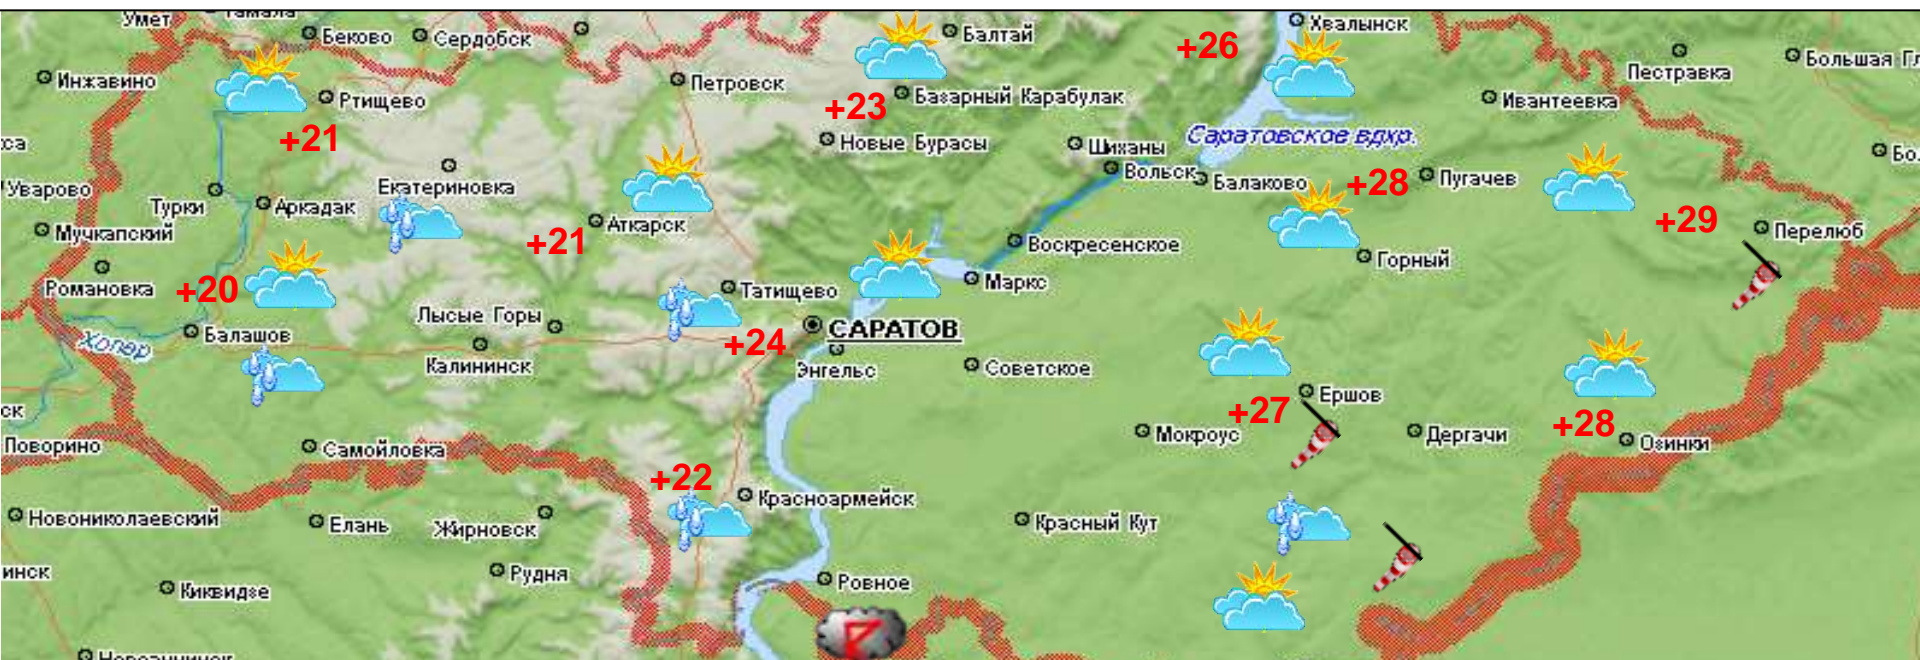 Умет
Тамала
Беково
Сердобск
Балтай
+26
Хвалынск
Инжавино
Ртищево
Петровск
Базарный Карабулак
Пестравка
Ивантеевка
+21
+23
Новые Бурасы
Шиханы
Саратовское вдхр.
Уварово
Екатериновка
Вольск
Балаково
+28
Пугачев
Турки
Аркадак
Аткарск
+21
+29
Перелюб
Мучкапский
Воскресенское
Горный
Романовка
+20
Татищево
Маркс
Лысые Горы
Балашов
Хопер
+24
САРАТОВ
Калининск
Энгельс
Советское
Ершов
+27
Поворино
Самойловка
Мокроус
Дергачи
+28
Озинки
+22
Красноармейск
Новониколаевский
Елань
Жирновск
Красный Кут
Рудня
Ровное
Киквидзе